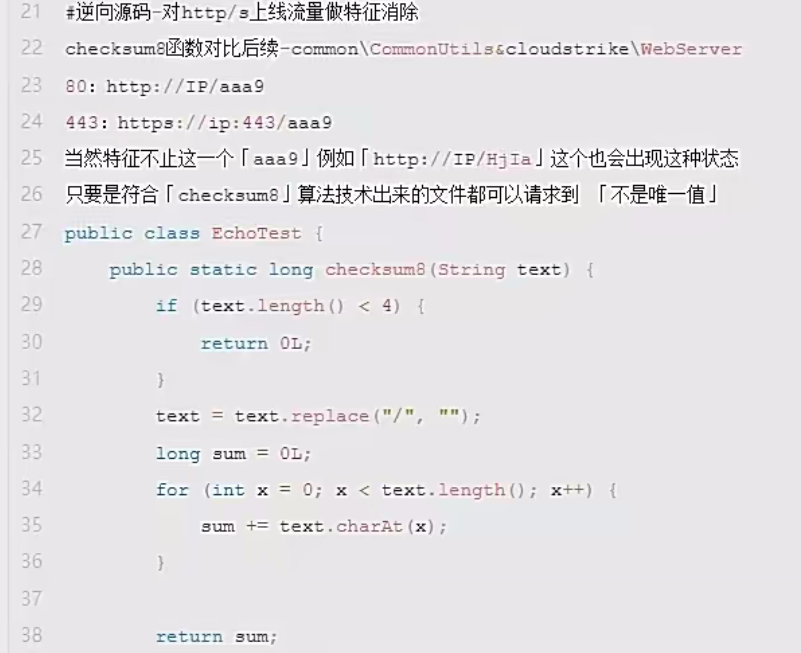 21 #逆向源码-对http/s上线流量做特征消除
22 checksum8函数对比后续-common\CommonUtils&cloudstrike\WebServer
23 80: http://IP/aaa9
24 443: https://ip:443/aaa9
25 当然特征不止这一个「aaa9」例如「http://IP/HjIa」这个也会出现这种状态
26 只要是符合「checksum8」算法技术出来的文件都可以请求到 「不是唯一值」
27 public class EchoTest {
28 public static long checksum8(String text) {
29 if (text.length() < 4) {
30 return 0L;
31 }
32 text = text.replace("/", "");
33 long sum = 0L;
34 for (int x = 0; x < text.length(); x++) {
35 sum += text.charAt(x);
36 }
37
38 return sum;